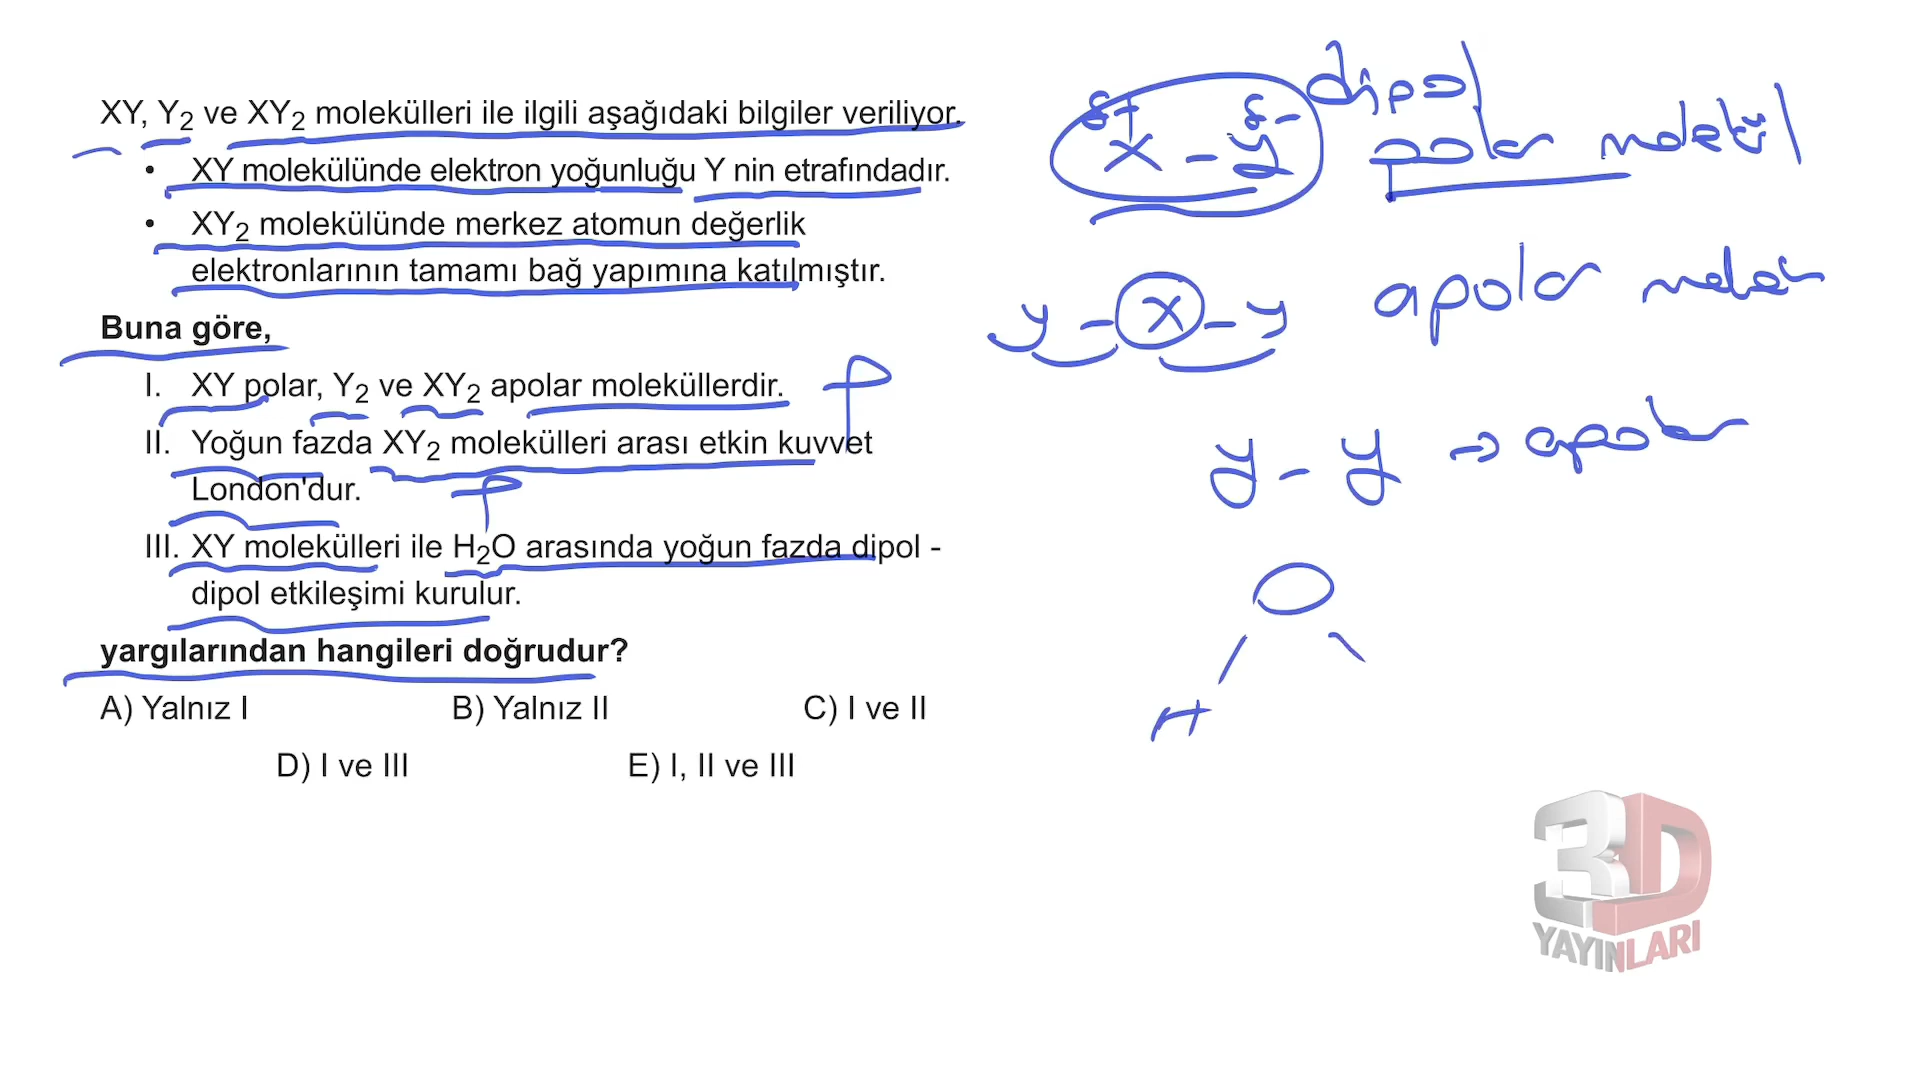 XY, Y2 ve XY2 molekülleri ile ilgili aşağıdaki bilgiler veriliyor.
• XY molekülünde elektron yoğunluğu Y nin etrafındadır.
• XY2 molekülünde merkez atomun değerlik
elektronlarının tamamı bağ yapımına katılmıştır.
Buna göre,
I. XY polar, Y2 ve XY2 apolar moleküllerdir.
II. Yoğun fazda XY2 molekülleri arası etkin kuvvet
London'dur.
III. XY molekülleri ile H2O arasında yoğun fazda dipol -
dipol etkileşimi kurulur.
yargılarından hangileri doğrudur?
A) Yalnız I B) Yalnız II C) I ve II
D) I ve III E) I, II ve III
δ+ δ- dipol
X - Y polar molekül
y - x - y apolar
y - y → apolar
O
H
3D
YAYINLARI